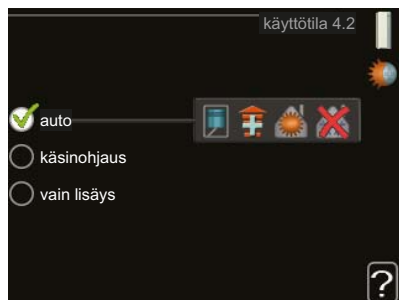 käyttötila 4.2
auto
käsinohjaus
vain lisäys
?